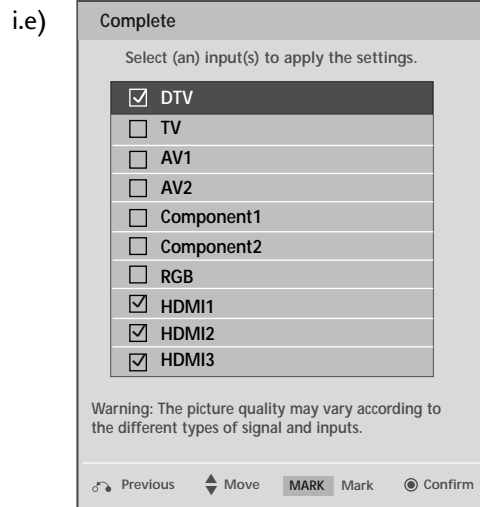 i.e)
Complete
Select (an) input(s) to apply the settings.
DTV
TV
AV1
AV2
Component1
Component2
RGB
HDMI1
HDMI2
HDMI3
Warning: The picture quality may vary according to
the different types of signal and inputs.
Previous Move MARK Mark Confirm